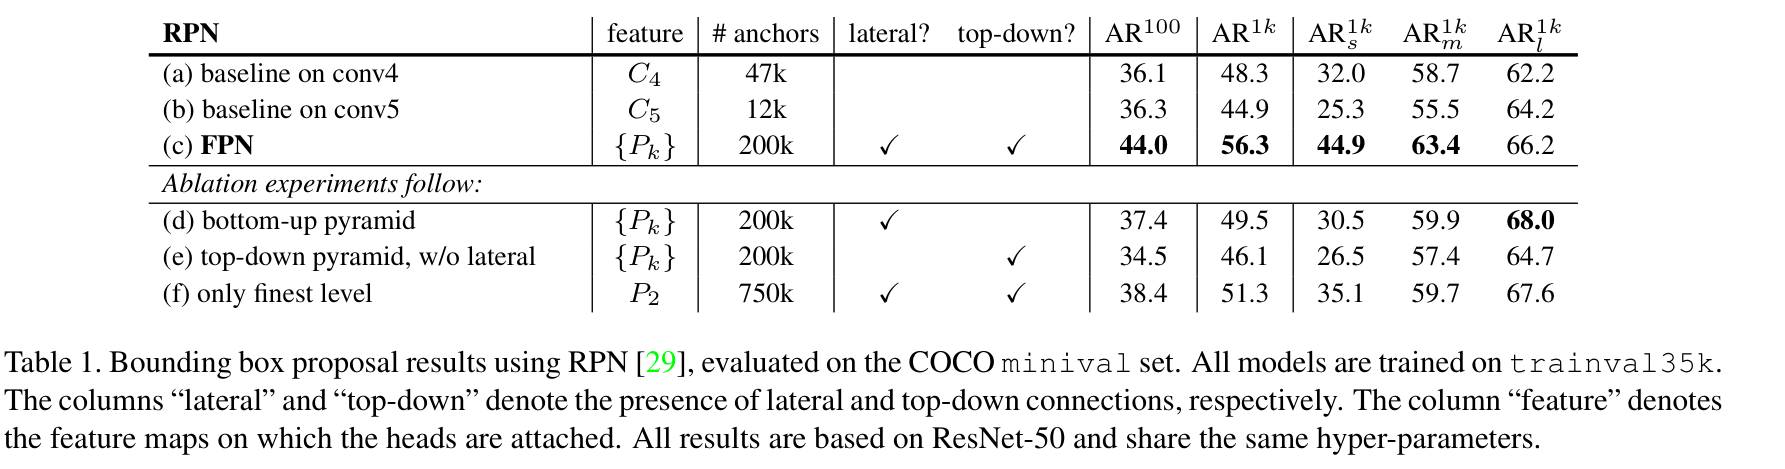 RPN feature # anchors lateral? top-down? AR^100 AR^1k AR_s^1k AR_m^1k AR_l^1k
(a) baseline on conv4 C_4 47k 36.1 48.3 32.0 58.7 62.2
(b) baseline on conv5 C_5 12k 36.3 44.9 25.3 55.5 64.2
(c) FPN {P_k} 200k ✓ ✓ 44.0 56.3 44.9 63.4 66.2
Ablation experiments follow:
(d) bottom-up pyramid {P_k} 200k ✓ 37.4 49.5 30.5 59.9 68.0
(e) top-down pyramid, w/o lateral {P_k} 200k ✓ 34.5 46.1 26.5 57.4 64.7
(f) only finest level P_2 750k ✓ ✓ 38.4 51.3 35.1 59.7 67.6
Table 1. Bounding box proposal results using RPN [29], evaluated on the COCO minival set. All models are trained on trainval35k.
The columns “lateral” and “top-down” denote the presence of lateral and top-down connections, respectively. The column “feature” denotes
the feature maps on which the heads are attached. All results are based on ResNet-50 and share the same hyper-parameters.